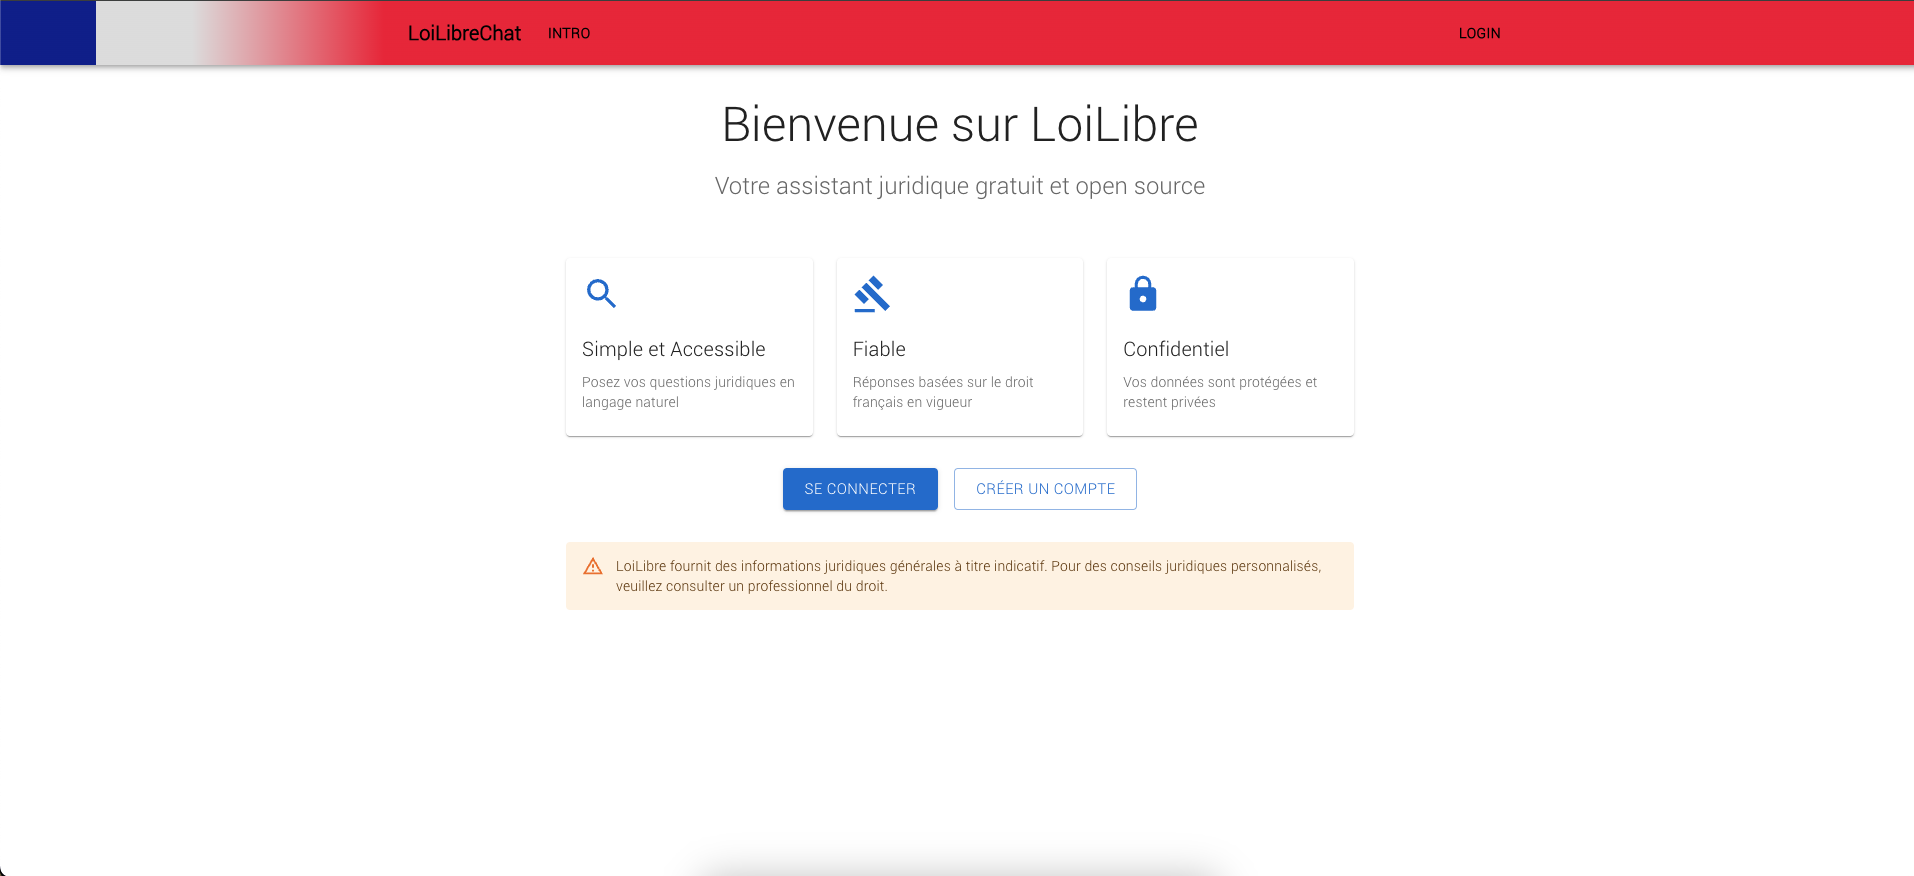 LoiLibreChat INTRO LOGIN
Bienvenue sur LoiLibre
Votre assistant juridique gratuit et open source
Simple et Accessible
Posez vos questions juridiques en
langage naturel
Fiable
Réponses basées sur le droit
français en vigueur
Confidentiel
Vos données sont protégées et
restent privées
SE CONNECTER
CRÉER UN COMPTE
LoiLibre fournit des informations juridiques générales à titre indicatif. Pour des conseils juridiques personnalisés,
veuillez consulter un professionnel du droit.